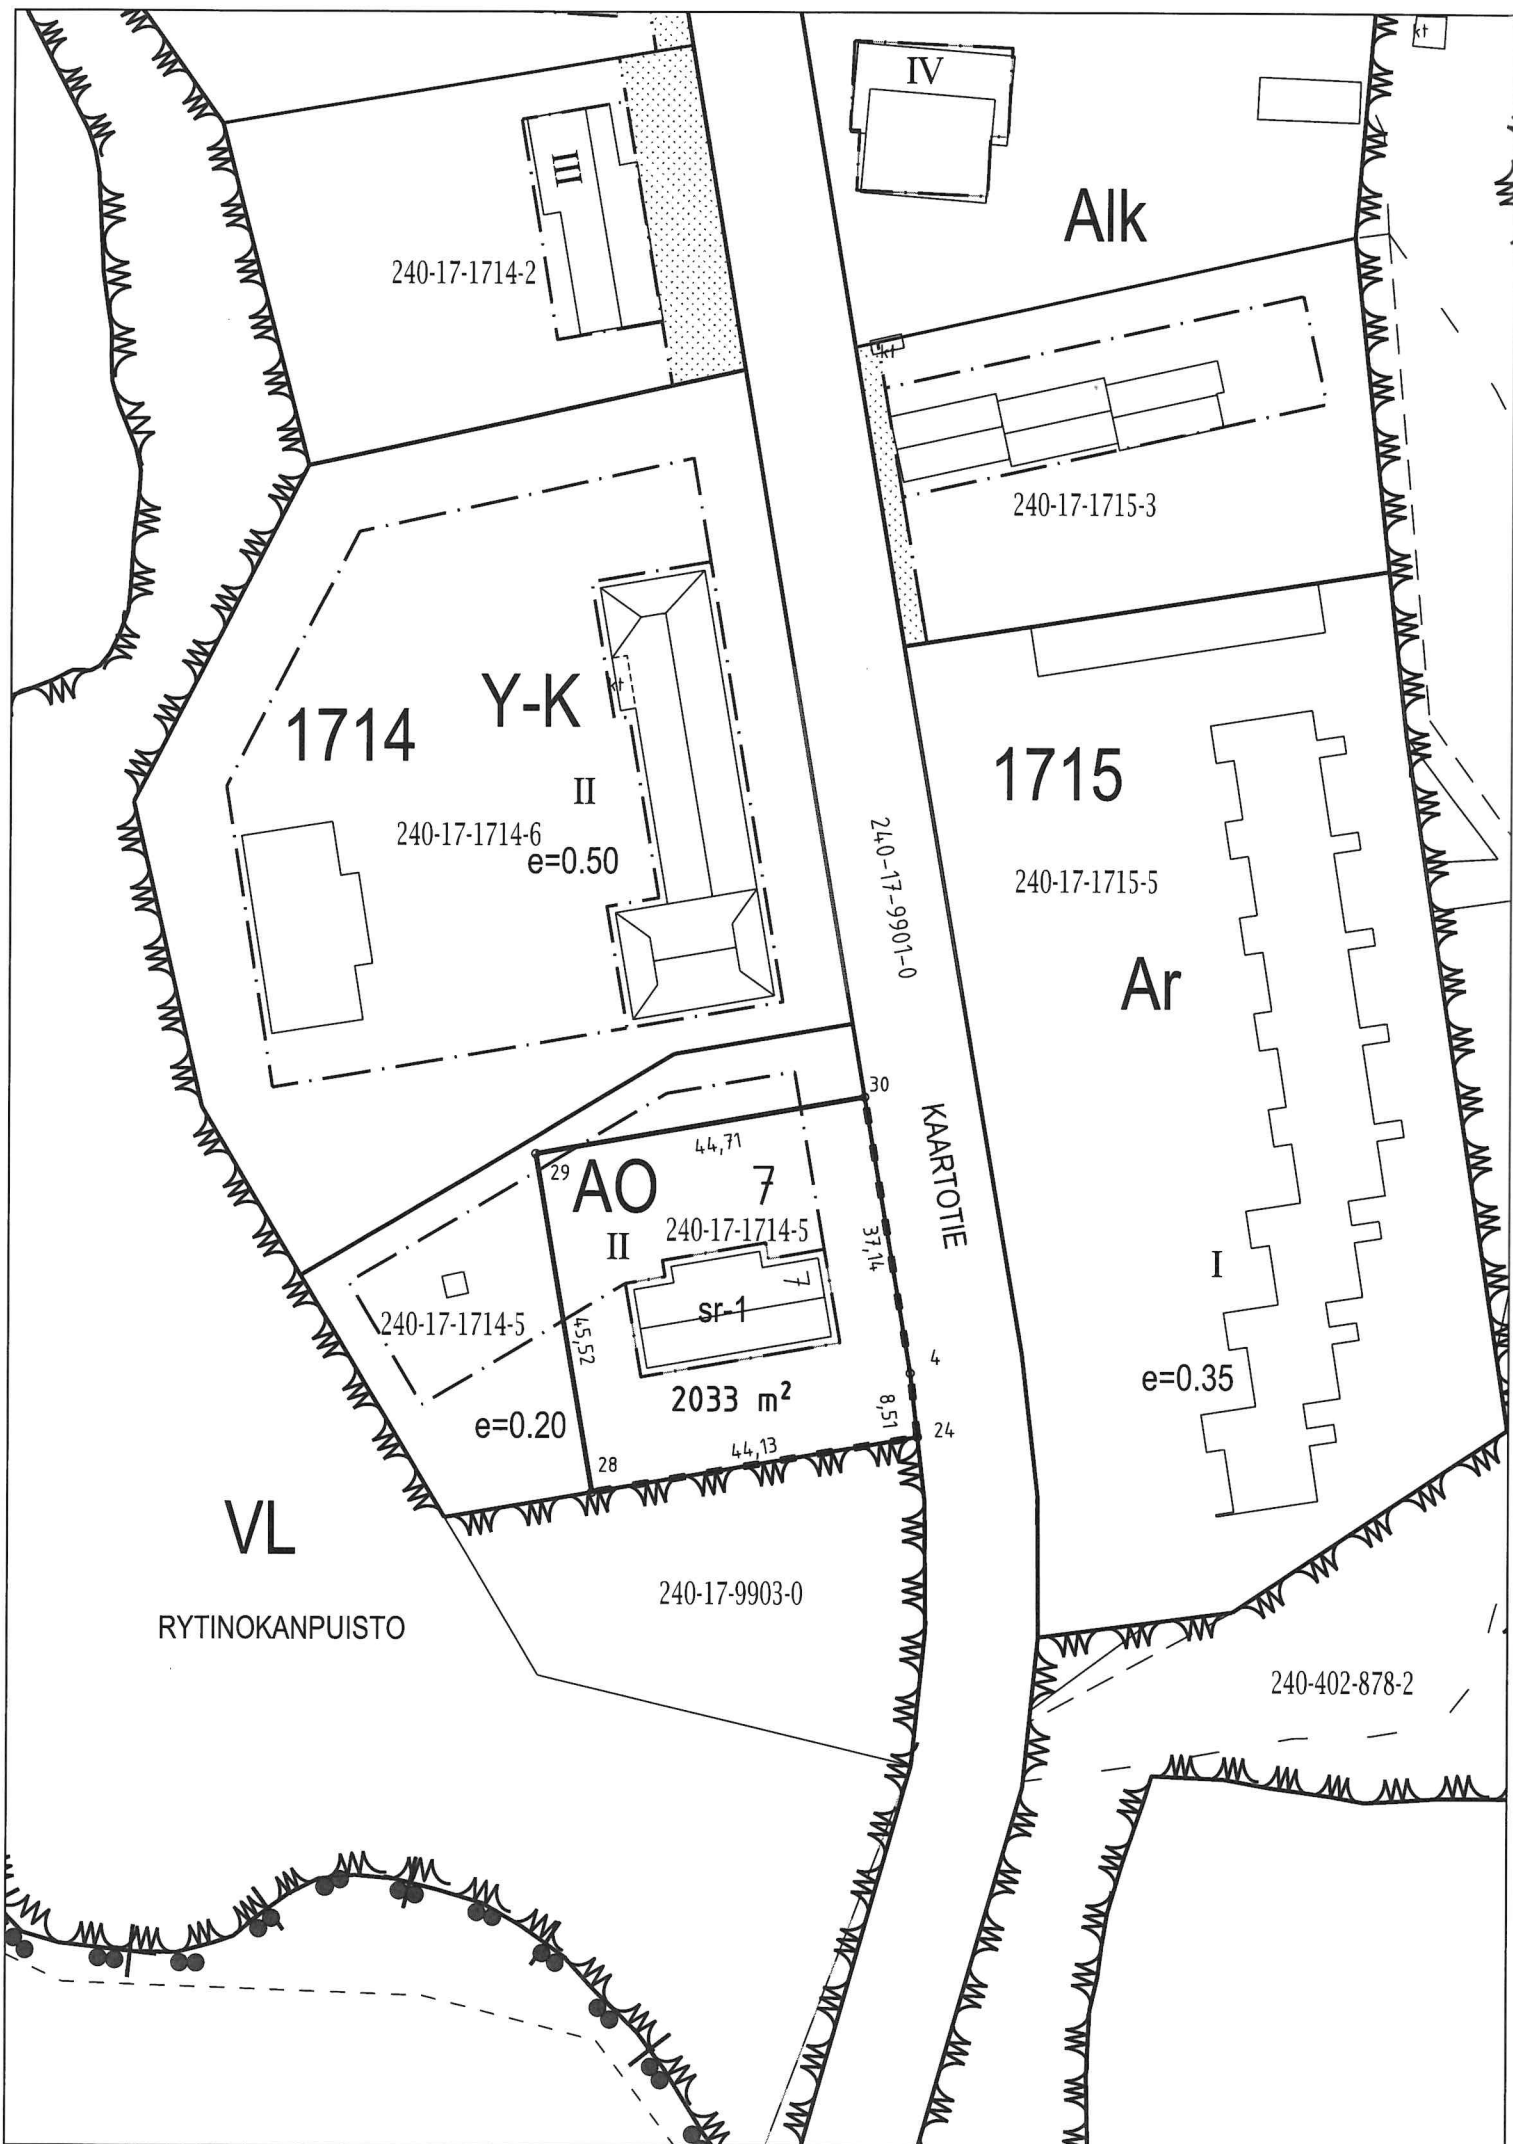 kt
IV
III
Alk
240-17-1714-2
kt
240-17-1715-3
Y-K
1714
kt
1715
II
240-17-1714-6
e=0.50
240-17-9901-0
240-17-1715-5
Ar
30
KAARTOTIE
44,71
29
AO
7
240-17-1714-5
II
37,14
I
7
sr-1
240-17-1714-5
45,52
4
e=0.35
2033 m²
8,51
e=0.20
24
44,13
28
VL
240-17-9903-0
RYTINOKANPUISTO
240-402-878-2